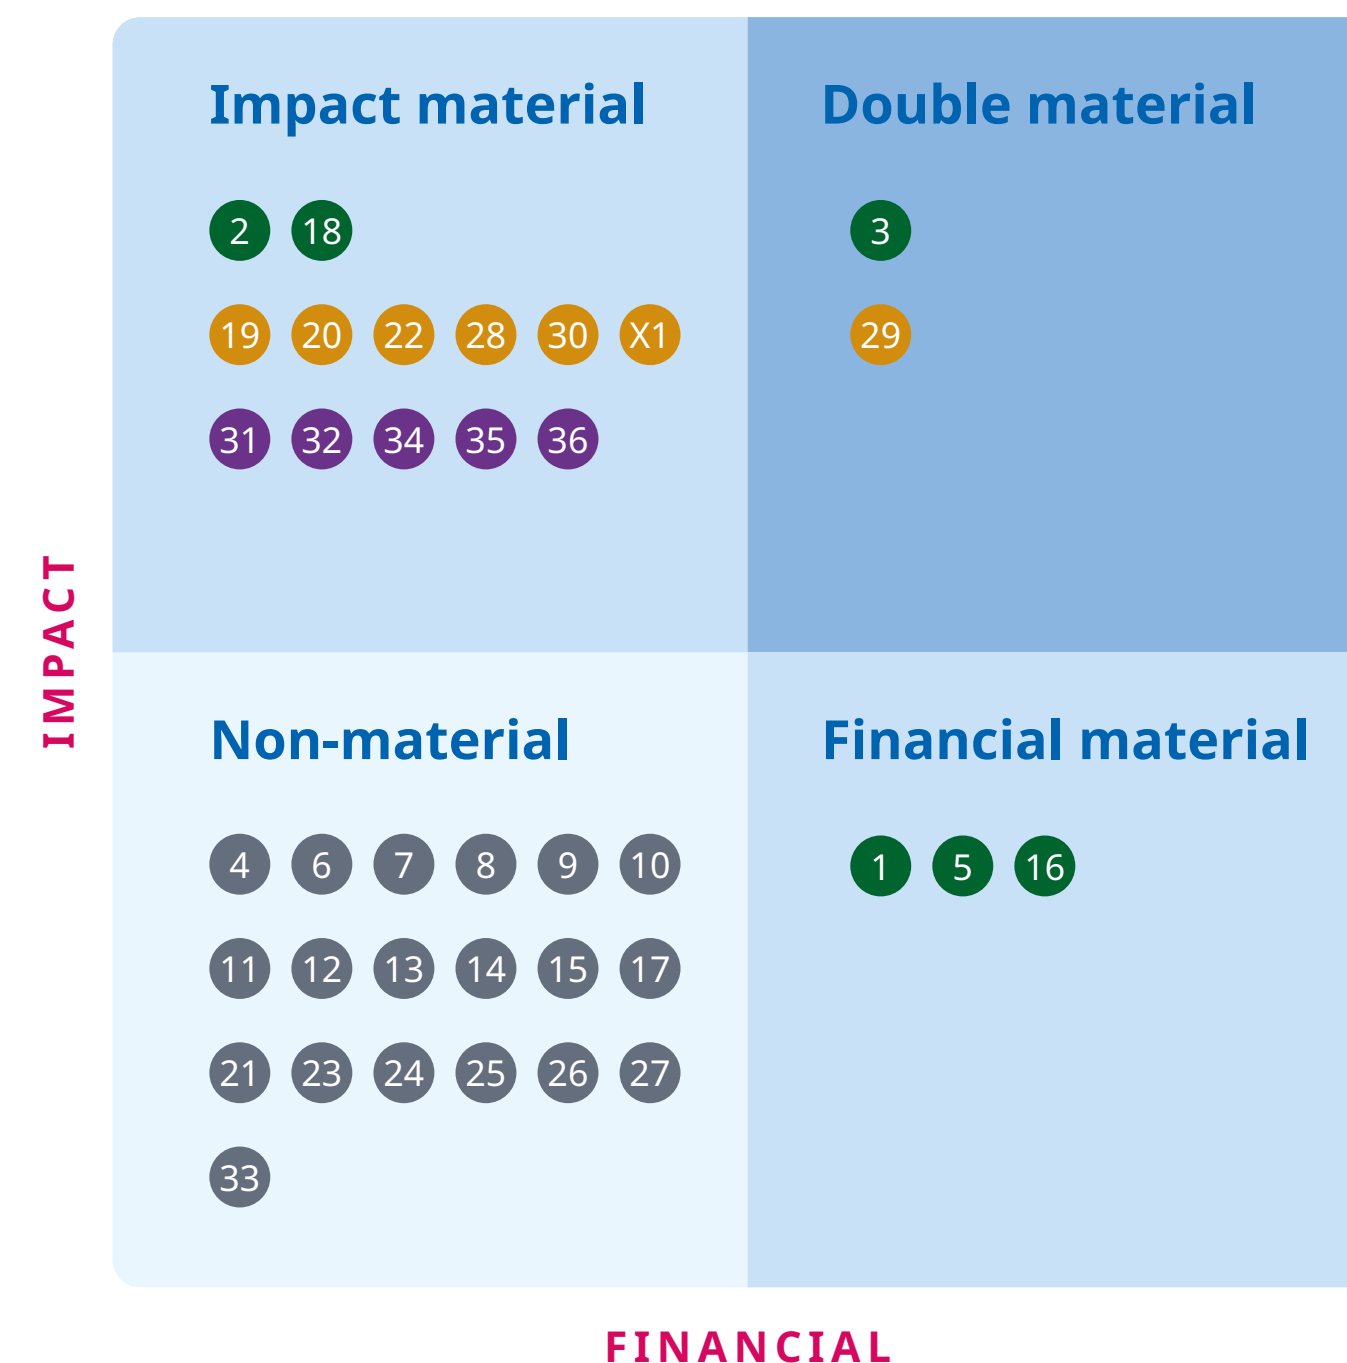 Impact material
2 18
19 20 22 28 30 X1
31 32 34 35 36
Double material
3
29
IMPACT
Non-material
4 6 7 8 9 10
11 12 13 14 15 17
21 23 24 25 26 27
33
Financial material
1 5 16
FINANCIAL